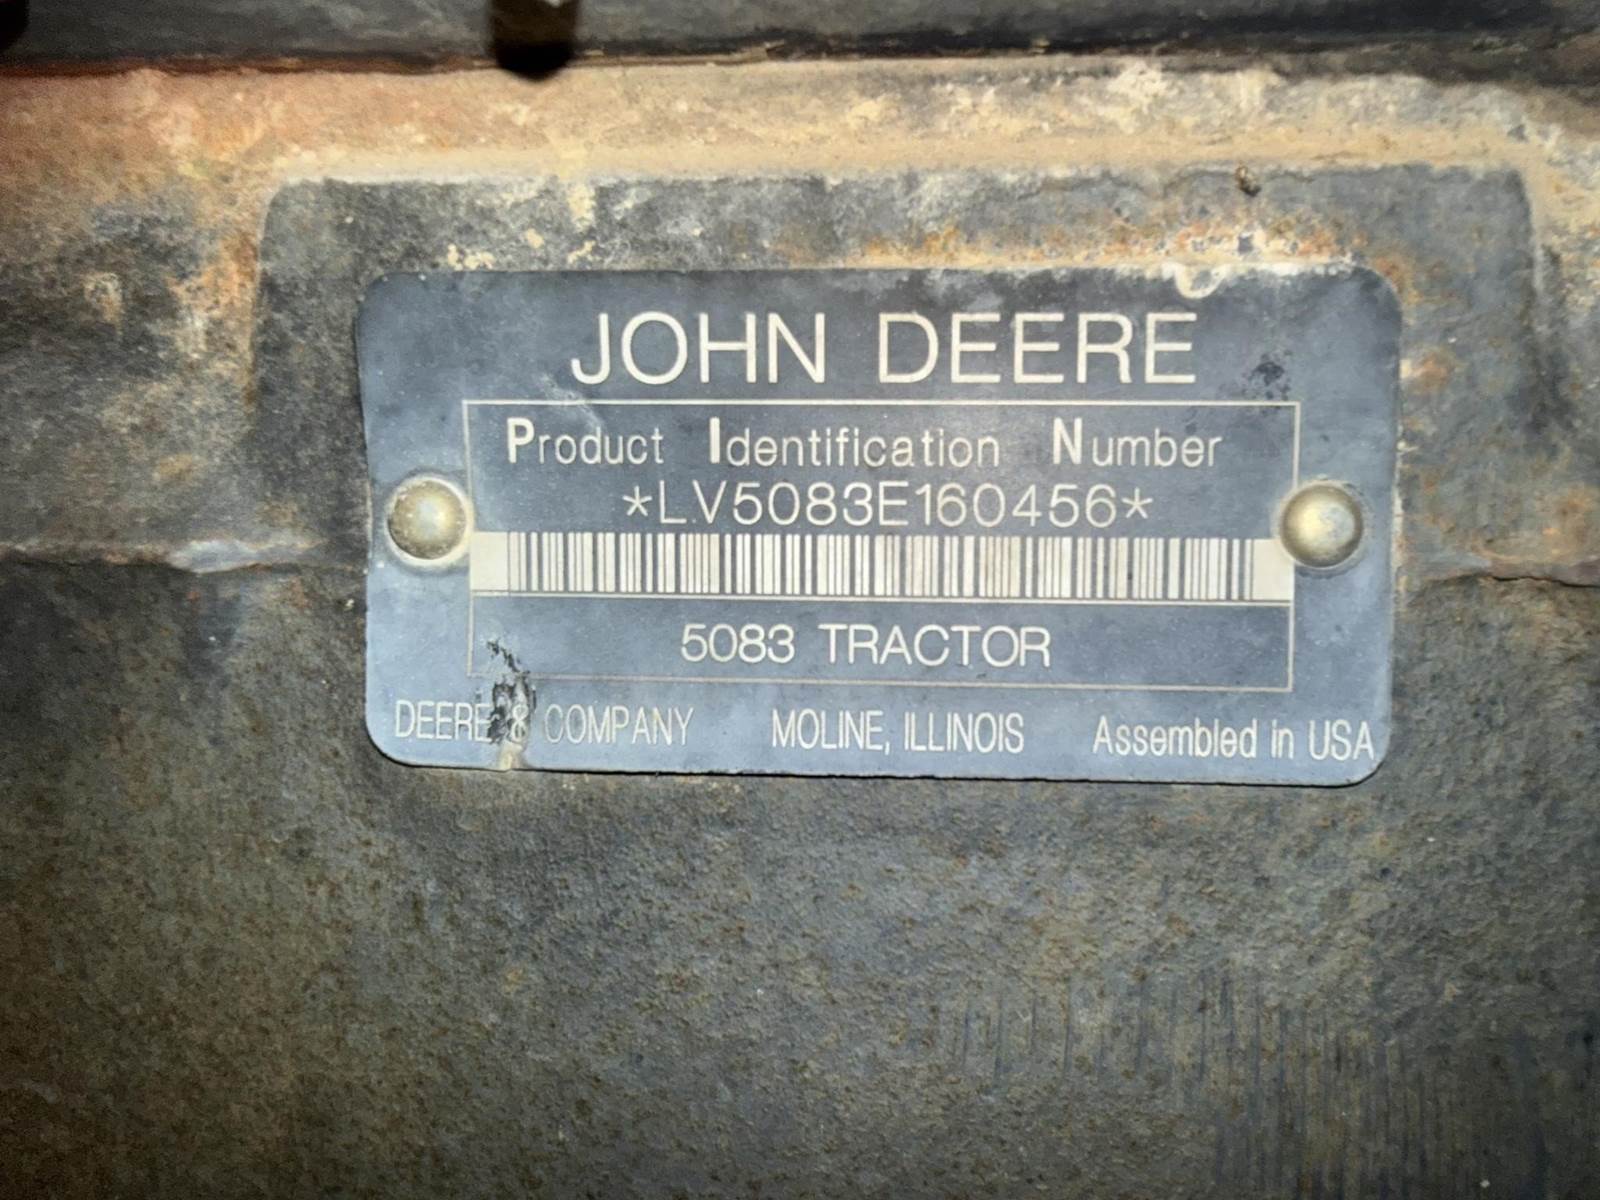 JOHN DEERE
Product Identification Number
*LV5083E160456*
5083 TRACTOR
DEERE & COMPANY MOLINE, ILLINOIS Assembled in USA